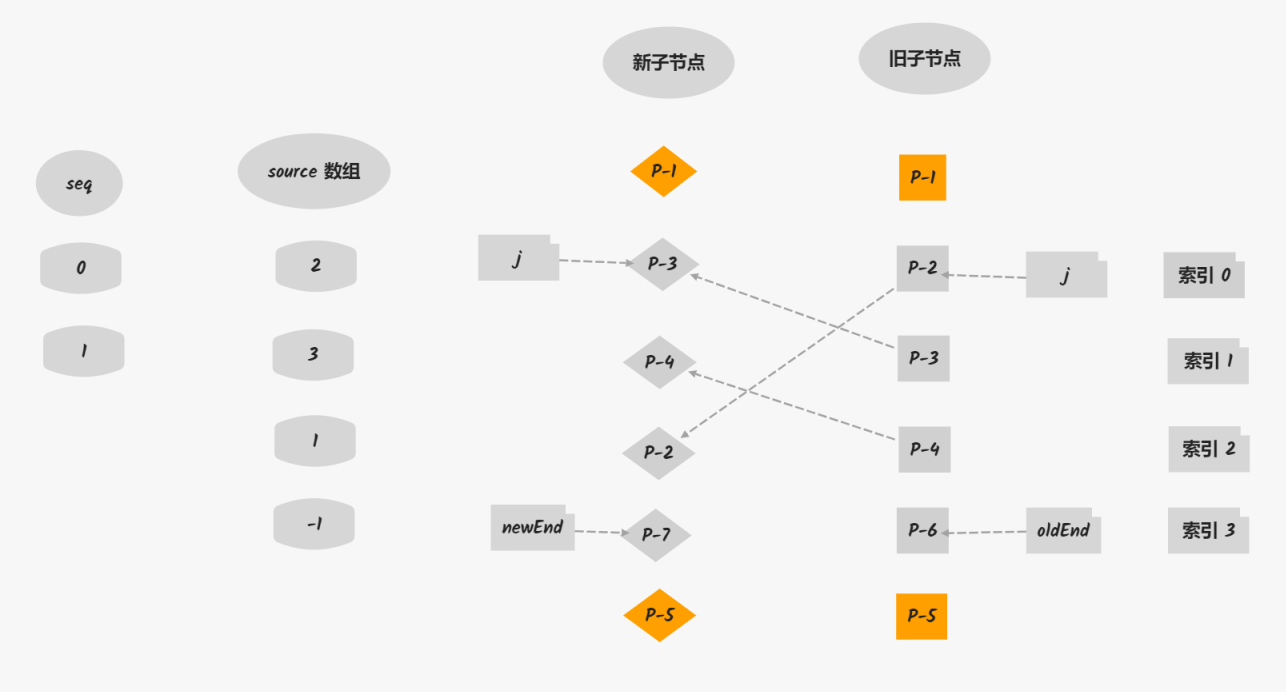 新子节点
旧子节点
seq
source 数组
P-1
P-1
0
2
j
P-3
P-2
j
索引 0
1
3
P-4
P-3
索引 1
1
P-2
P-4
索引 2
-1
newEnd
P-7
P-6
oldEnd
索引 3
P-5
P-5